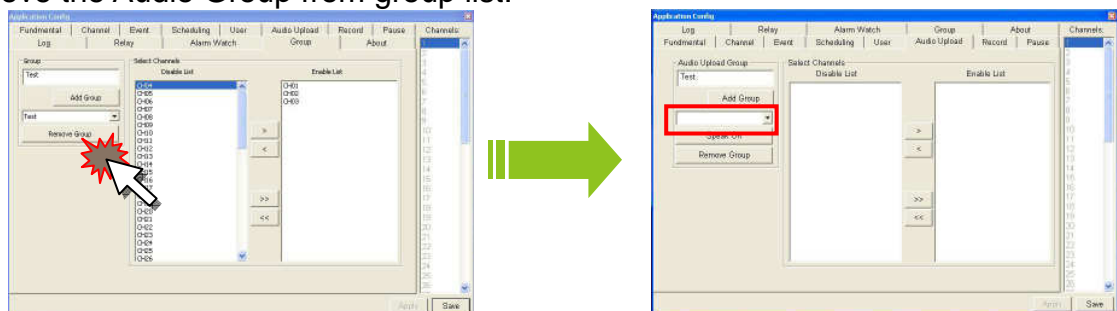 ove the Audio Group from group list.
Application Config
Fundmental Channel Event Scheduling User Audio Upload Record Pause
Log Relay Alarm Watch Group About
Channels:
Group
Test
Add Group
Test
Remove Group
Select Channels
Disable List
Enable List
CH04
CH05
CH06
CH07
CH08
CH09
CH10
CH11
CH12
CH13
CH14
CH15
CH16
CH20
CH21
CH22
CH23
CH24
CH25
CH26
>
<
>>
<<
CH01
CH02
CH03
Apply Save
Application Config
Log Relay Alarm Watch Group About
Fundmental Channel Event Scheduling User Audio Upload Record Pause
Channels:
Audio Upload Group
Test
Add Group
Speak On
Remove Group
Select Channels
Disable List
Enable List
>
<
>>
<<
Apply Save